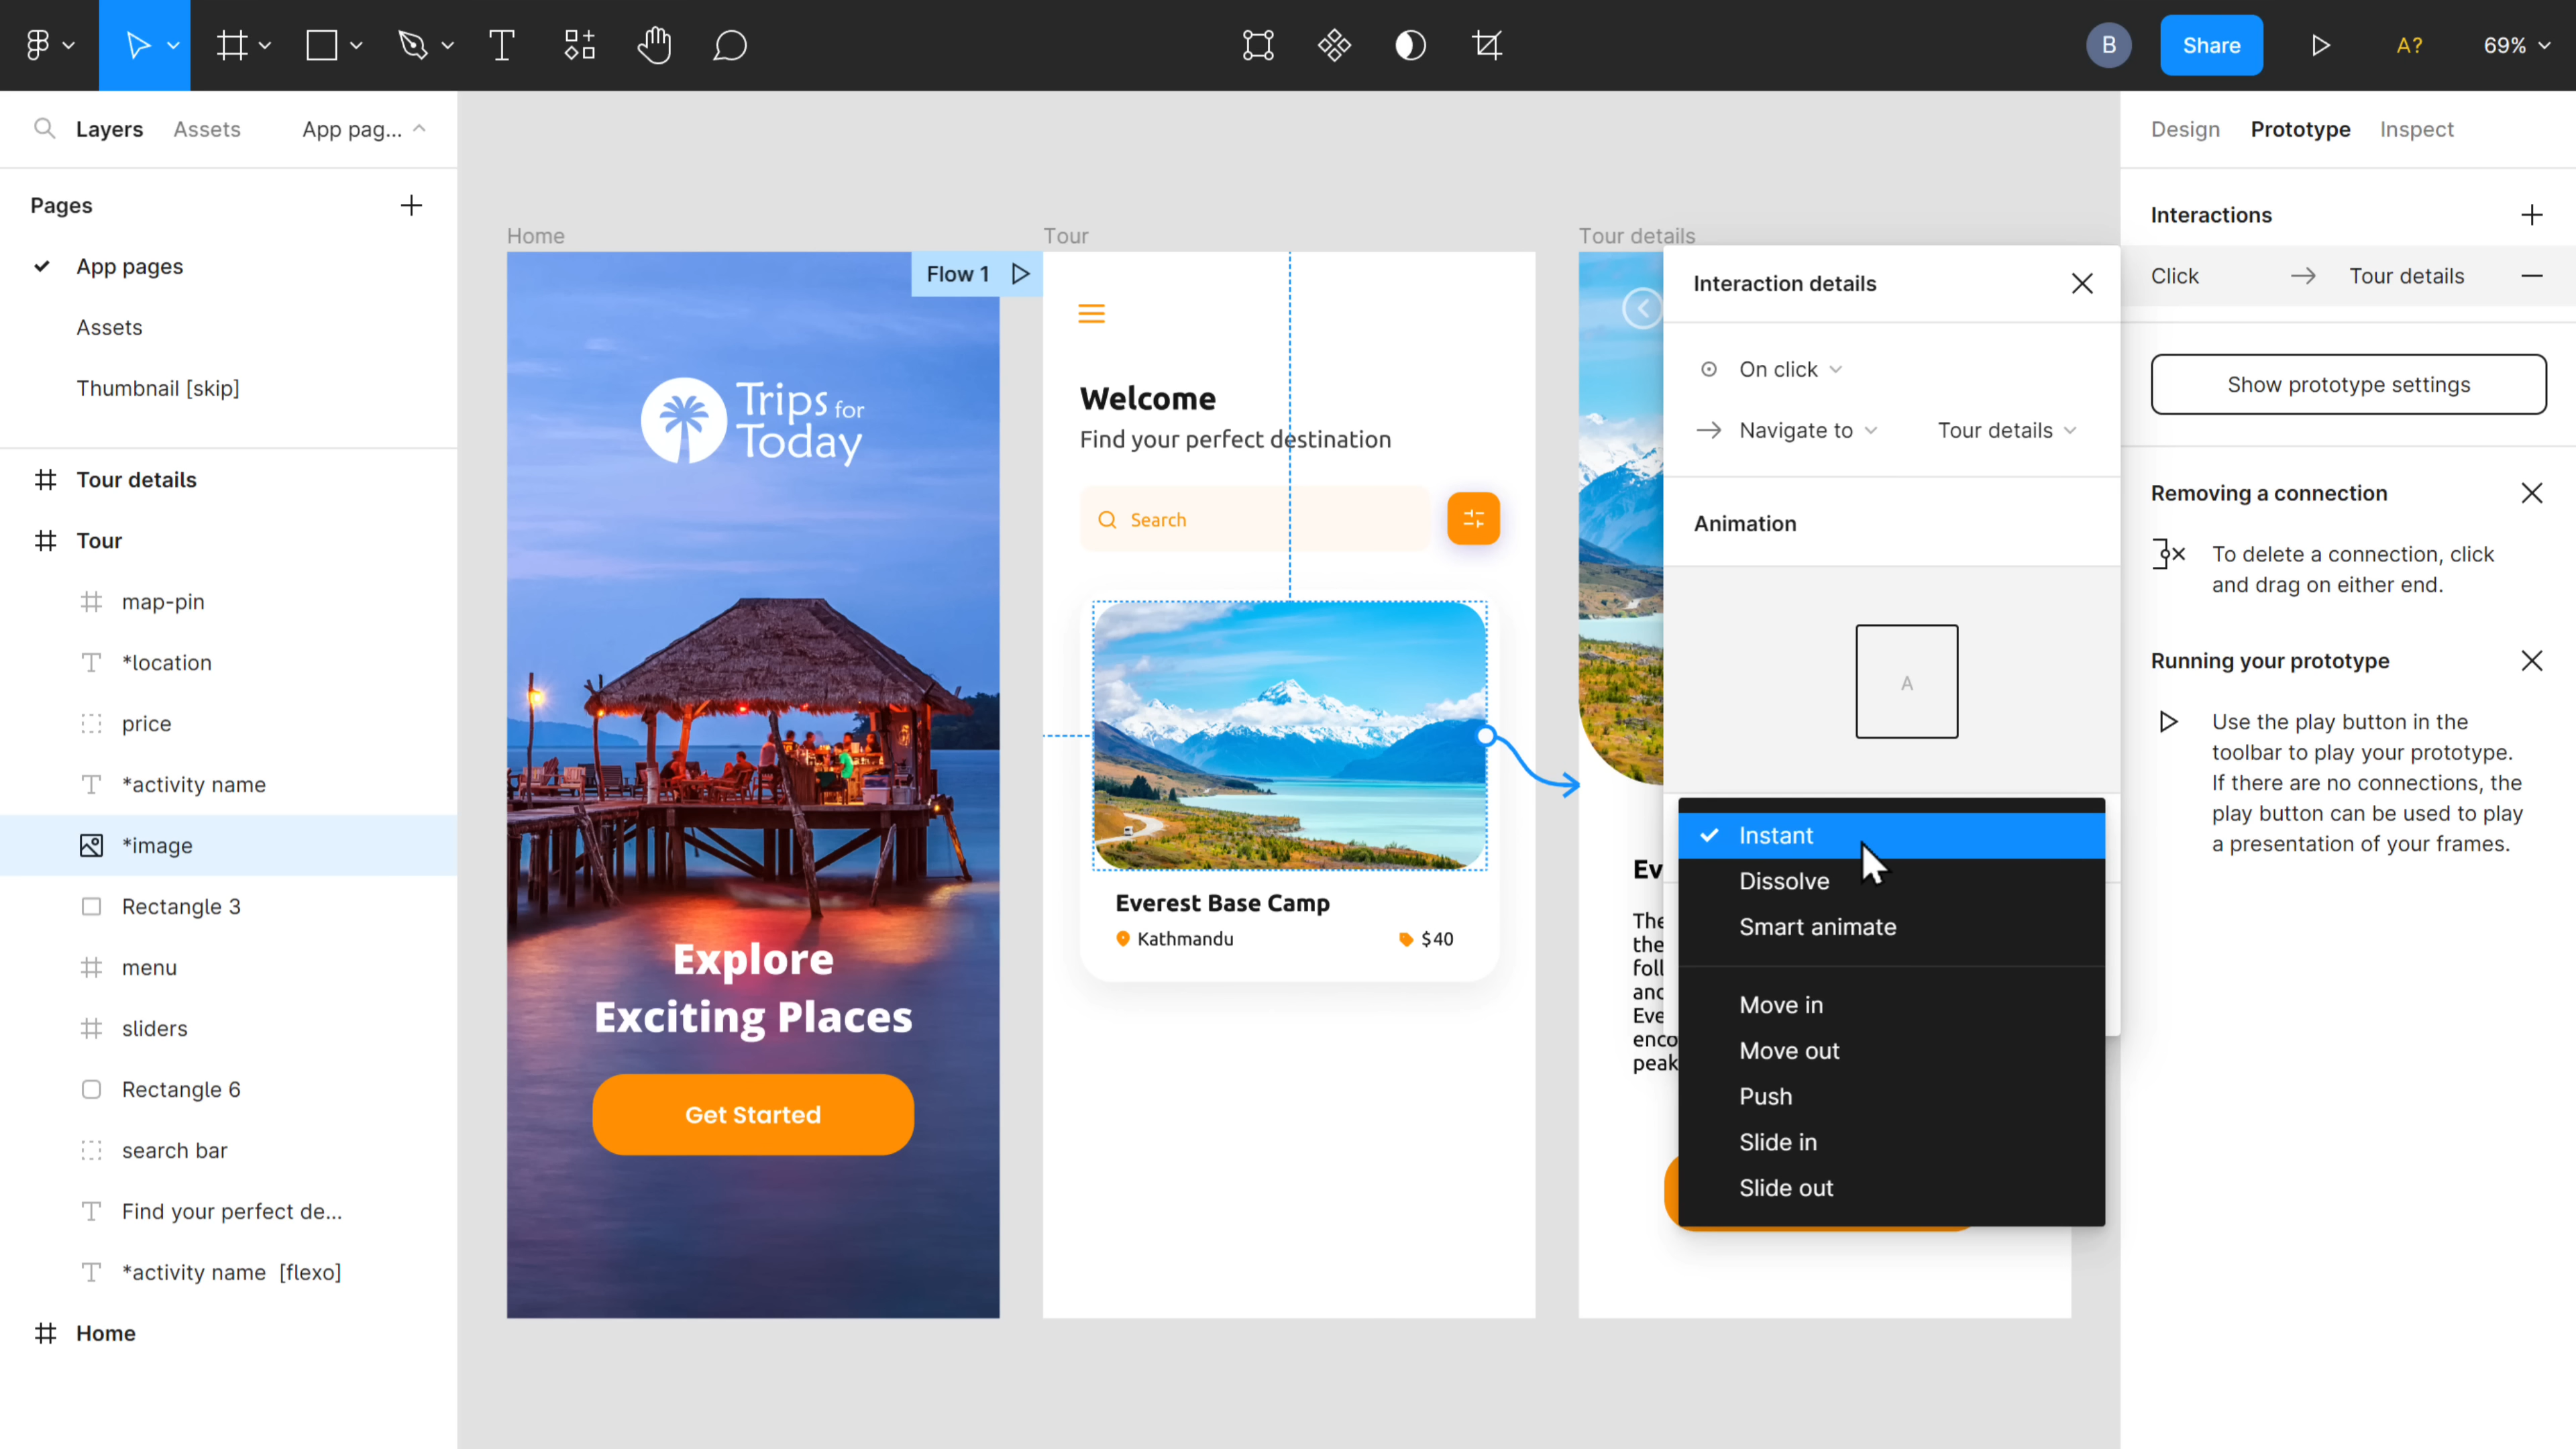 B
Share
A?
69%
Layers
Assets
App pag...
Pages
App pages
Assets
Thumbnail [skip]
Tour details
Tour
map-pin
*location
price
*activity name
*image
Rectangle 3
menu
sliders
Rectangle 6
search bar
Find your perfect de...
*activity name [flexo]
Home
Home
Flow 1
Trips for
Today
Explore
Exciting Places
Get Started
Tour
Welcome
Find your perfect destination
Search
Everest Base Camp
Kathmandu
$40
Tour details
Ev
The
the
foll
Eve
enco
peak
Interaction details
On click
Navigate to
Tour details
Animation
A
Instant
Dissolve
Smart animate
Move in
Move out
Push
Slide in
Slide out
Design
Prototype
Inspect
Interactions
Click
Tour details
Show prototype settings
Removing a connection
To delete a connection, click
and drag on either end.
Running your prototype
Use the play button in the
toolbar to play your prototype.
If there are no connections, the
play button can be used to play
a presentation of your frames.